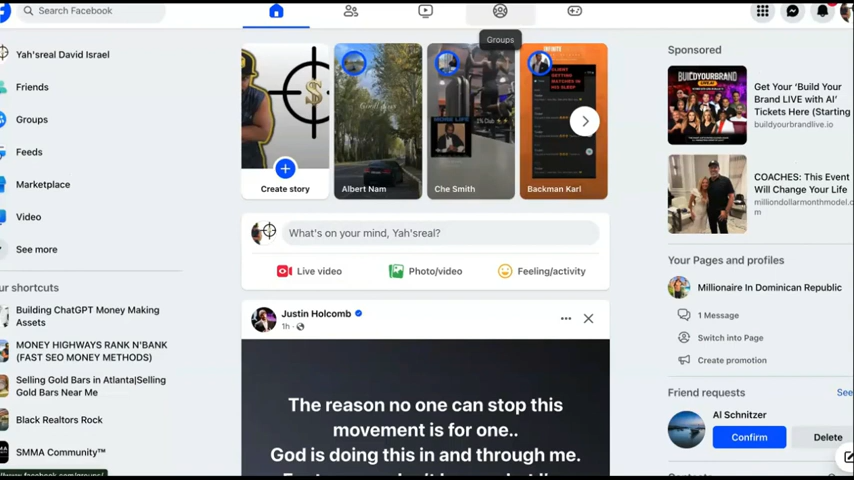 Search Facebook
Groups
Yah'sreal David Israel
Friends
Groups
Feeds
Marketplace
Video
See more
ur shortcuts
Building ChatGPT Money Making
Assets
MONEY HIGHWAYS RANK N'BANK
(FAST SEO MONEY METHODS)
Selling Gold Bars in Atlanta|Selling
Gold Bars Near Me
Black Realtors Rock
SMMA Community™
www.facebook.com/groups/
Create story
Albert Nam
Che Smith
Backman Karl
What's on your mind, Yah'sreal?
Live video
Photo/video
Feeling/activity
Justin Holcomb
1h
The reason no one can stop this
movement is for one..
God is doing this in and through me.
Sponsored
BUILDYOURBRAND
Get Your 'Build Your
Brand LIVE with AI'
Tickets Here (Starting
buildyourbrandlive.io
COACHES: This Event
Will Change Your Life
milliondollarmonthmodel.c
m
Your Pages and profiles
Millionaire In Dominican Republic
1 Message
Switch into Page
Create promotion
Friend requests
See
Al Schnitzer
Confirm
Delete